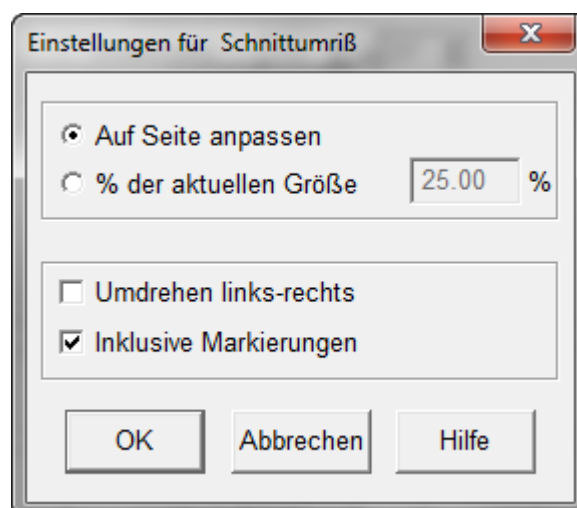 Einstellungen für Schnittumriß
Auf Seite anpassen
% der aktuellen Größe 25.00 %
Umdrehen links-rechts
Inklusive Markierungen
OK Abbrechen Hilfe